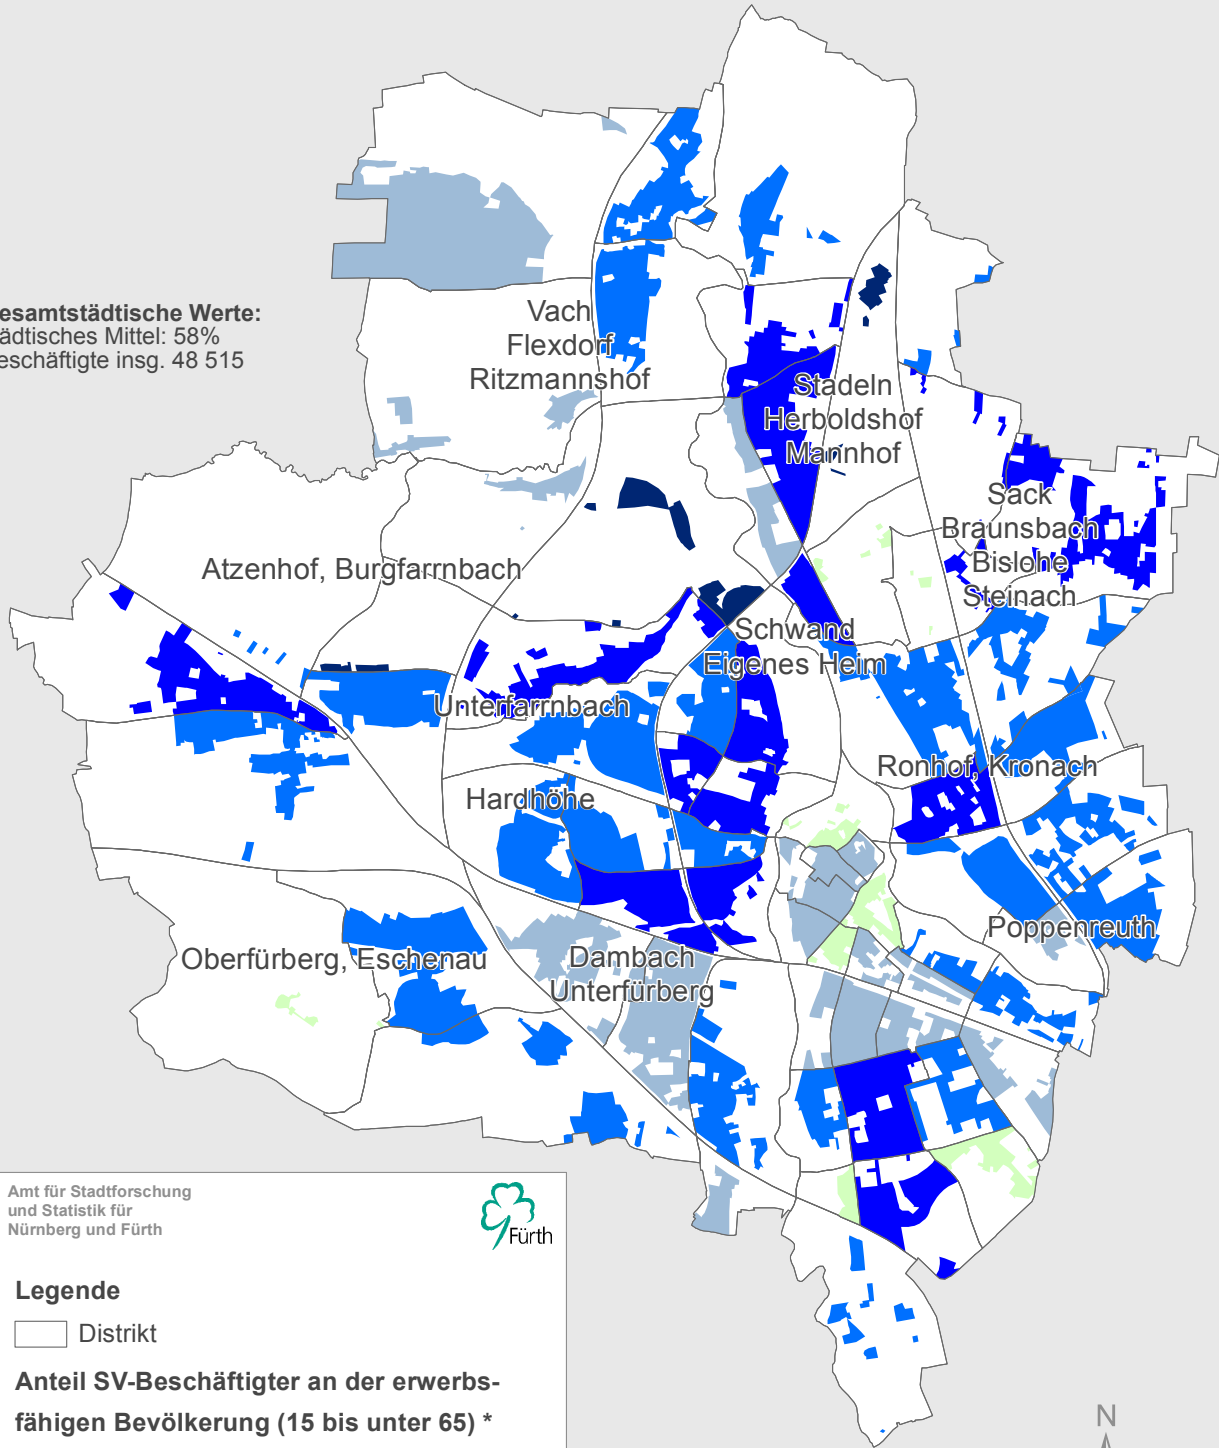 esamtstädtische Werte:
ädtisches Mittel: 58%
eschäftigte insg. 48 515
Vach
Flexdorf
Ritzmannshof
Stadeln
Herboldshof
Mannhof
Sack
Braunsbach
Bislohe
Steinach
Atzenhof, Burgfarrnbach
Schwand
Eigenes Heim
Unterfarrnbach
Ronhof, Kronach
Hardhöhe
Poppenreuth
Oberfürberg, Eschenau
Dambach
Unterfürberg
Amt für Stadtforschung
und Statistik für
Nürnberg und Fürth
Fürth
Legende
Distrikt
Anteil SV-Beschäftigter an der erwerbs-
fähigen Bevölkerung (15 bis unter 65) *
N